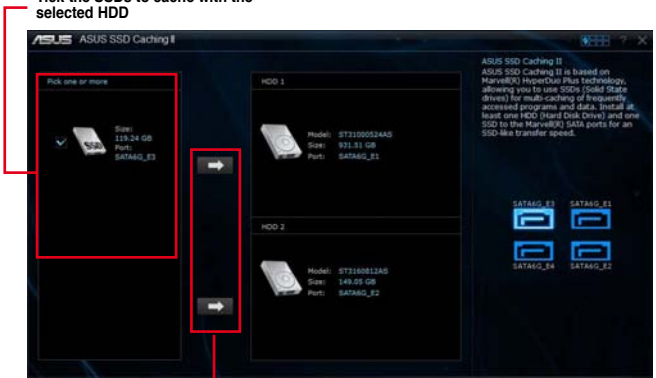 Tick the SSDs to cache with the
selected HDD
ASUS ASUS SSD Caching II
? X
Pick one or more
Size:
119.24 GB
Port:
SATA6G_E3
SSD
HDD 1
Model: ST31000524AS
Size: 931.51 GB
Port: SATA6G_E1
HDD 2
Model: ST3160812AS
Size: 149.05 GB
Port: SATA6G_E2
ASUS SSD Caching II
ASUS SSD Caching II is based on
Marvell(R) HyperDuo Plus technology,
allowing you to use SSDs (Solid State
drives) for multi-caching of frequently
accessed programs and data. Install at
least one HDD (Hard Disk Drive) and one
SSD to the Marvell(R) SATA ports for an
SSD-like transfer speed.
SATA6G_E3 SATA6G_E1
SATA6G_E4 SATA6G_E2